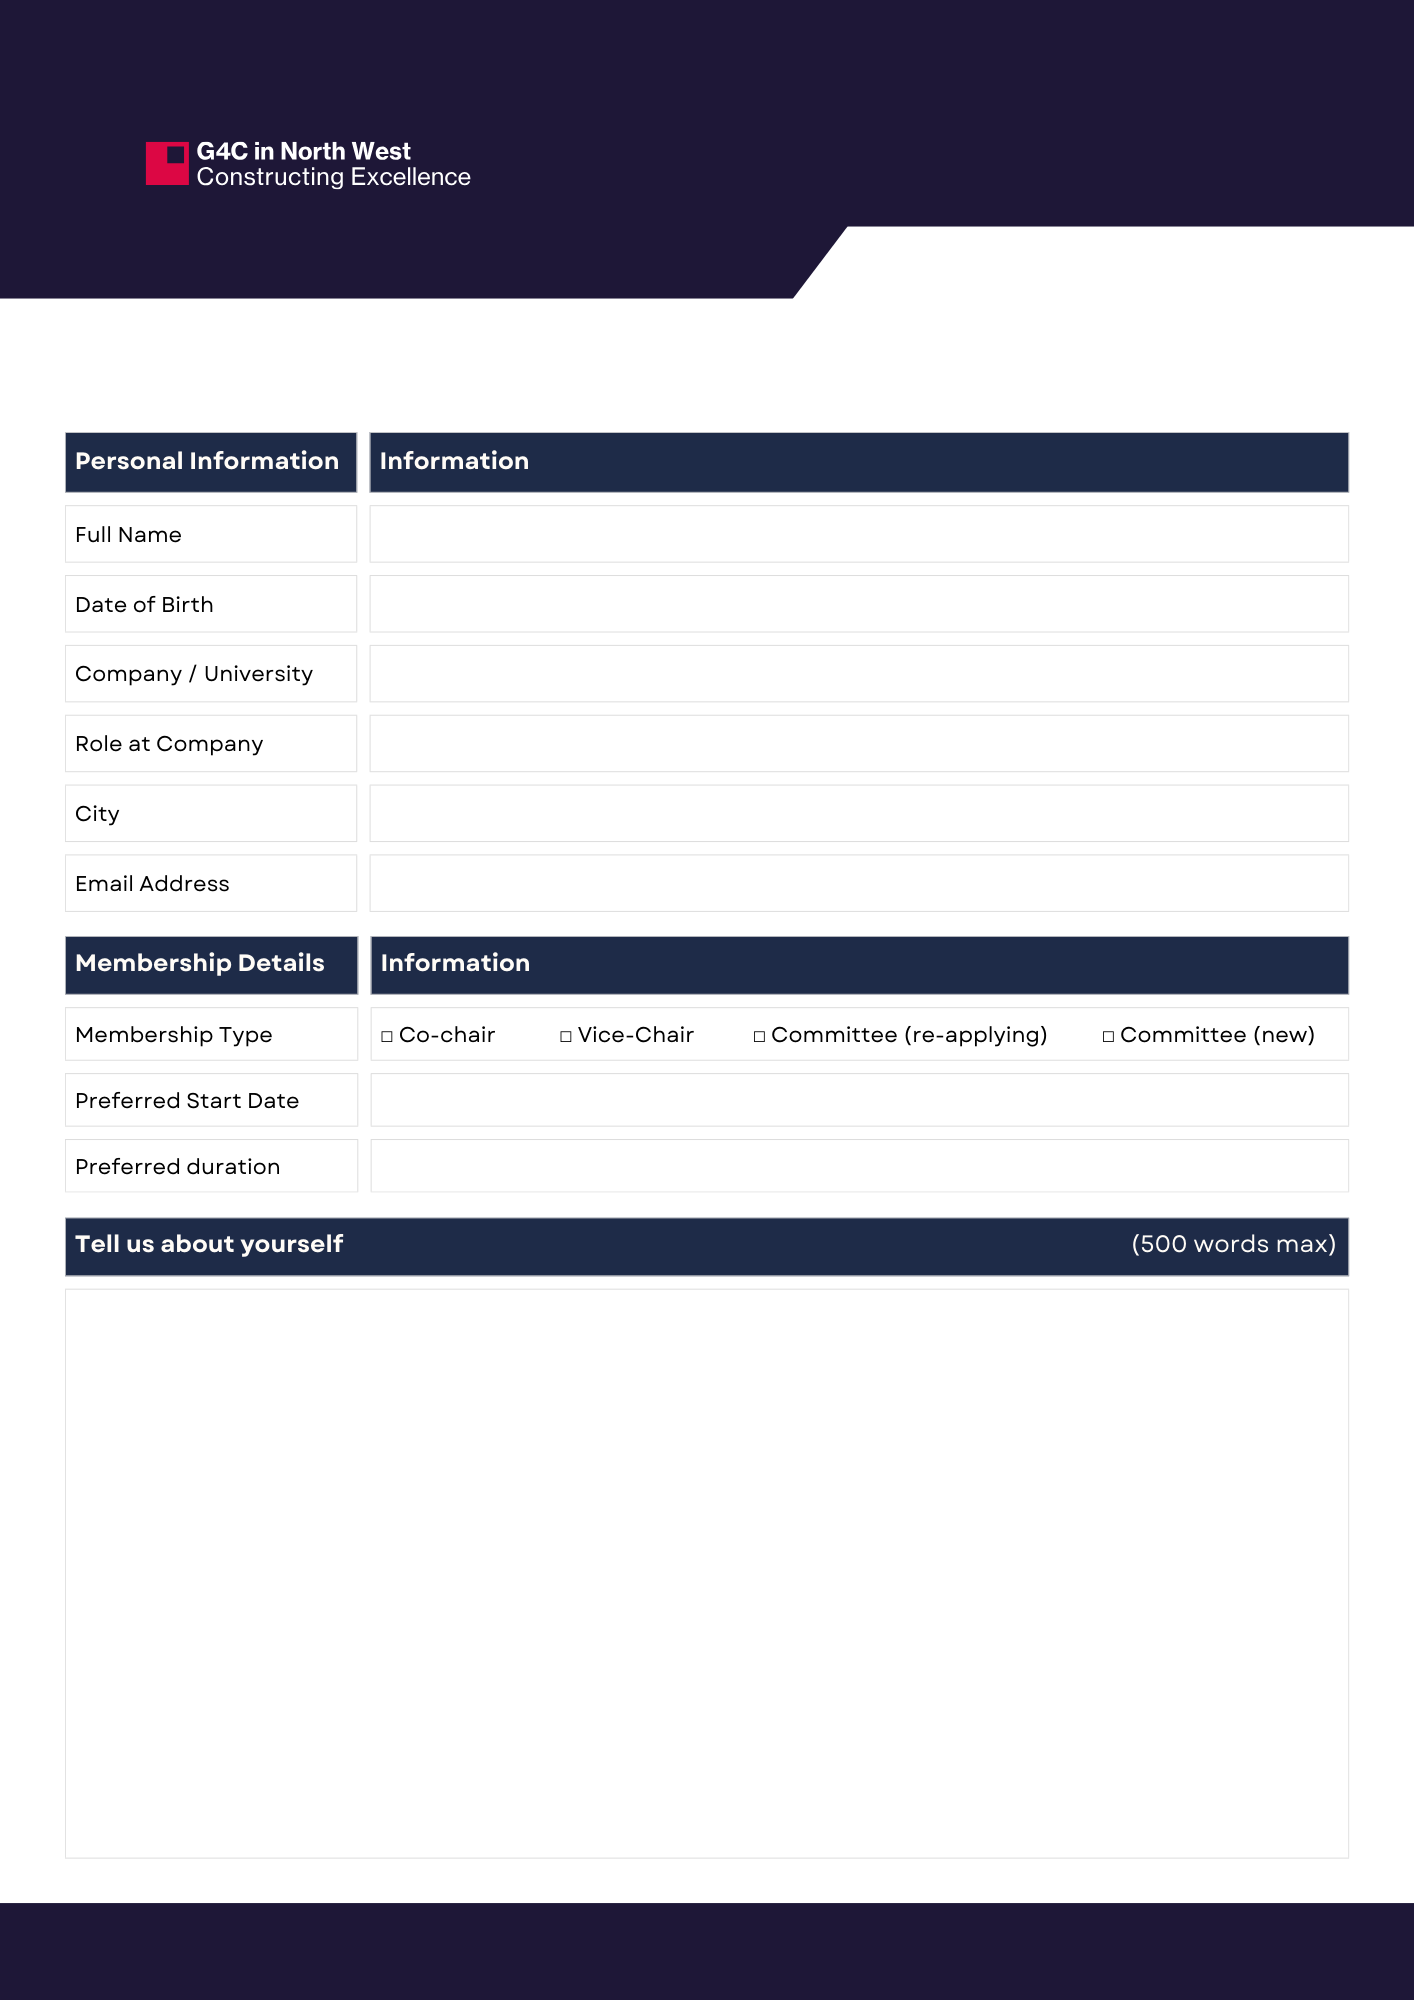 G4C in North West
Constructing Excellence
Personal Information Information
Full Name
Date of Birth
Company / University
Role at Company
City
Email Address
Membership Details Information
Membership Type □ Co-chair □ Vice-Chair □ Committee (re-applying) □ Committee (new)
Preferred Start Date
Preferred duration
Tell us about yourself (500 words max)